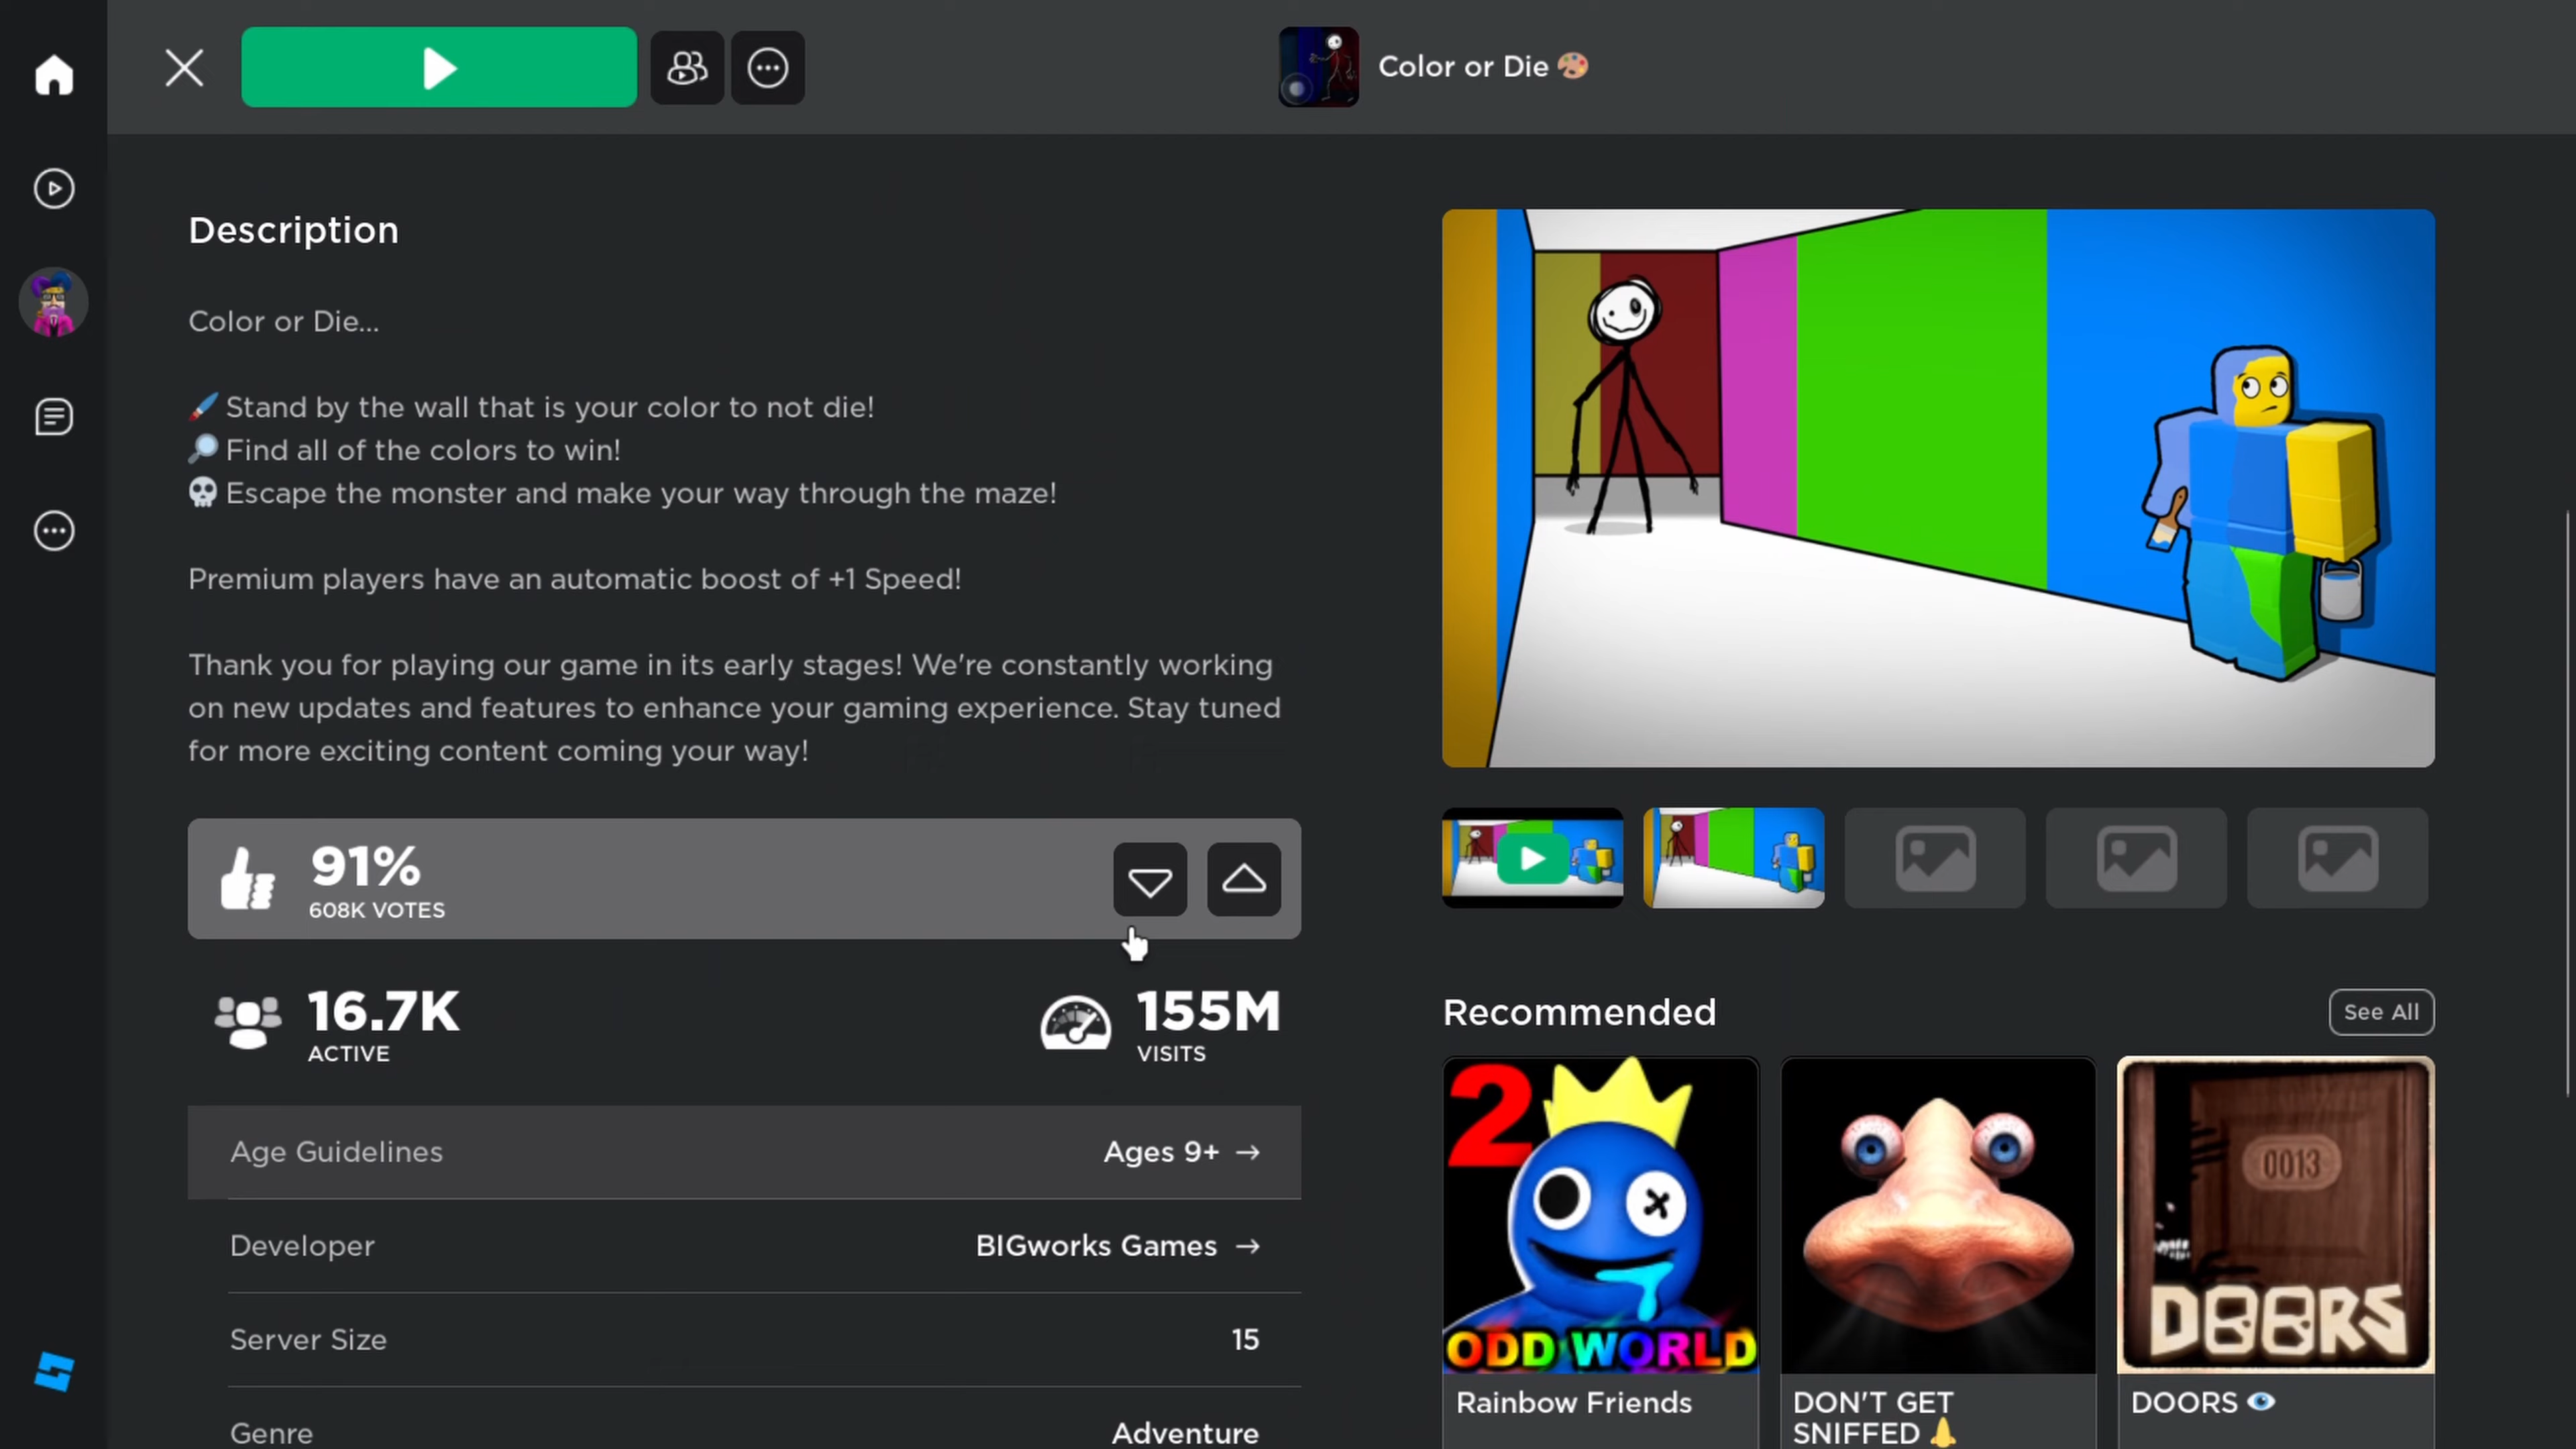 Color or Die 🎨
Description
Color or Die...
🖌️ Stand by the wall that is your color to not die!
🔎 Find all of the colors to win!
💀 Escape the monster and make your way through the maze!
Premium players have an automatic boost of +1 Speed!
Thank you for playing our game in its early stages! We're constantly working
on new updates and features to enhance your gaming experience. Stay tuned
for more exciting content coming your way!
91%
608K VOTES
16.7K
ACTIVE
155M
VISITS
Age Guidelines
Ages 9+ →
Developer
BIGworks Games →
Server Size
15
Genre
Adventure
Recommended
See All
2
ODD WORLD
Rainbow Friends
DON'T GET
SNIFFED 👃
0013
DOORS
DOORS 👁️